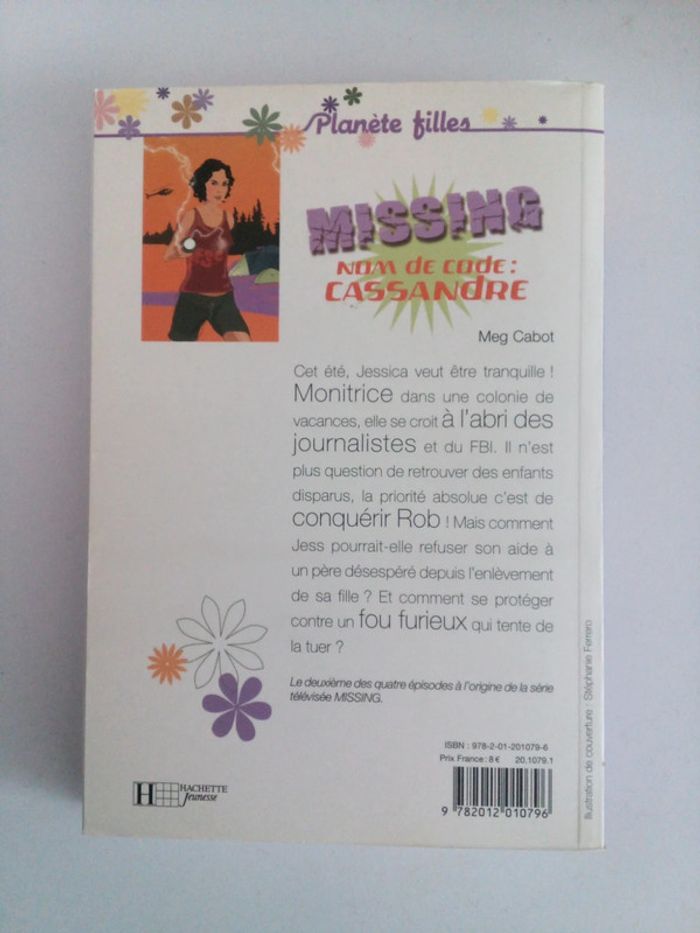 Planète filles
MISSING
NOM DE CODE :
CASSANDRE
Meg Cabot
Cet été, Jessica veut être tranquille !
Monitrice dans une colonie de
vacances, elle se croit à l'abri des
journalistes et du FBI. Il n'est
plus question de retrouver des enfants
disparus, la priorité absolue c'est de
conquérir Rob ! Mais comment
Jess pourrait-elle refuser son aide à
un père désespéré depuis l'enlèvement
de sa fille ? Et comment se protéger
contre un fou furieux qui tente de
la tuer ?
Le deuxième des quatre épisodes à l'origine de la série
télévisée MISSING.
Illustration de couverture : Stéphanie Ferrero
ISBN : 978-2-01-201079-6
Prix France : 8 € 20.1079.1
9 782012 010796
H HACHETTE
Jeunesse